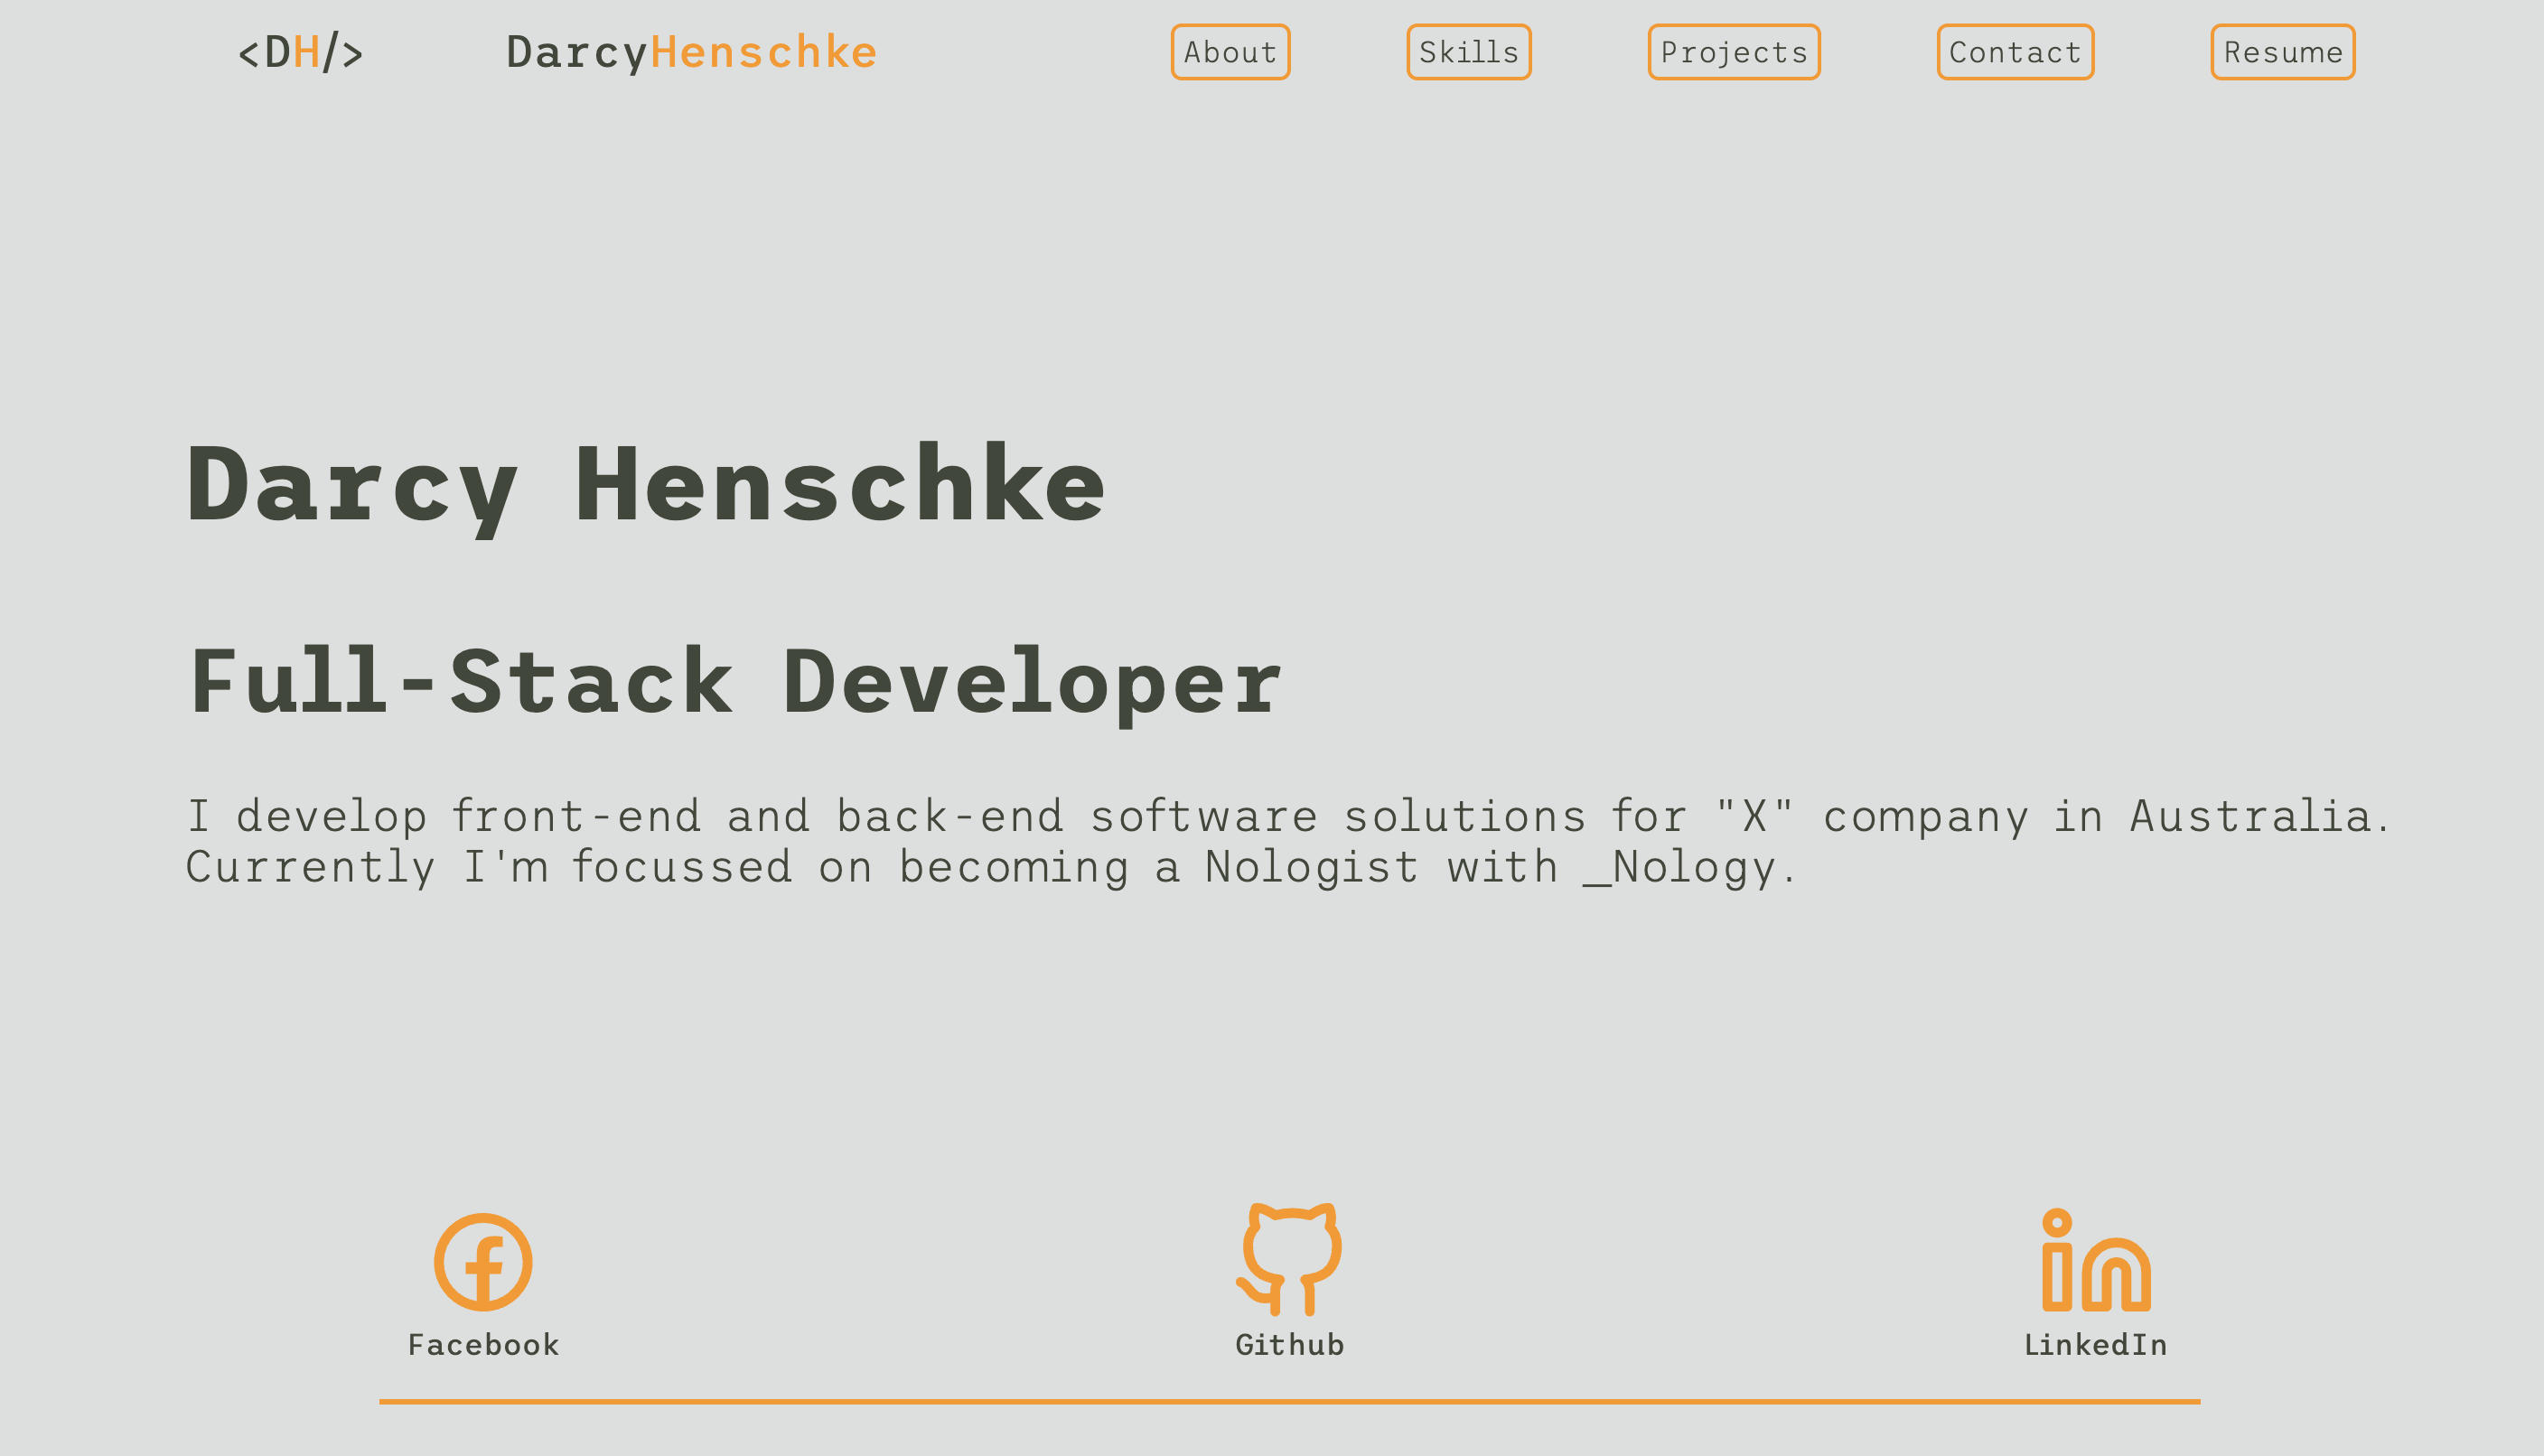 <DH/> DarcyHenschke About Skills Projects Contact Resume
Darcy Henschke
Full-Stack Developer
I develop front-end and back-end software solutions for "X" company in Australia.
Currently I'm focussed on becoming a Nologist with _Nology.
Facebook Github LinkedIn